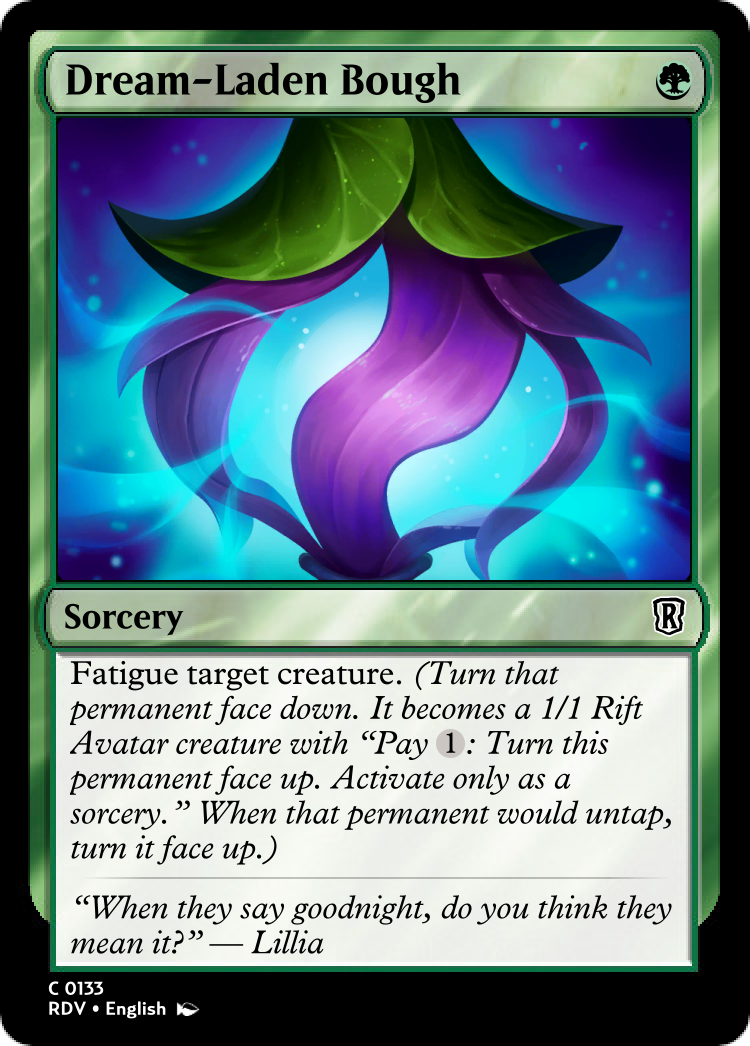 Dream-Laden Bough
Sorcery
R
Fatigue target creature. (Turn that
permanent face down. It becomes a 1/1 Rift
Avatar creature with “Pay 1: Turn this
permanent face up. Activate only as a
sorcery.” When that permanent would untap,
turn it face up.)
“When they say goodnight, do you think they
mean it?” — Lillia
C 0133
RDV • English